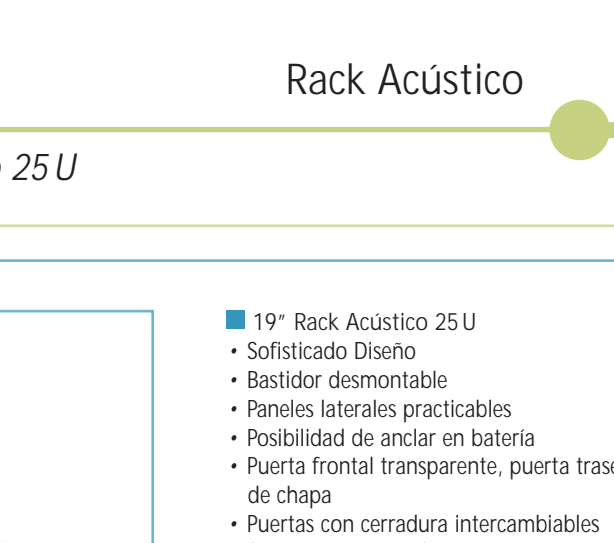 Rack Acústico
25 U
19" Rack Acústico 25 U
• Sofisticado Diseño
• Bastidor desmontable
• Paneles laterales practicables
• Posibilidad de anclar en batería
• Puerta frontal transparente, puerta
de chapa
• Puertas con cerradura intercambiables